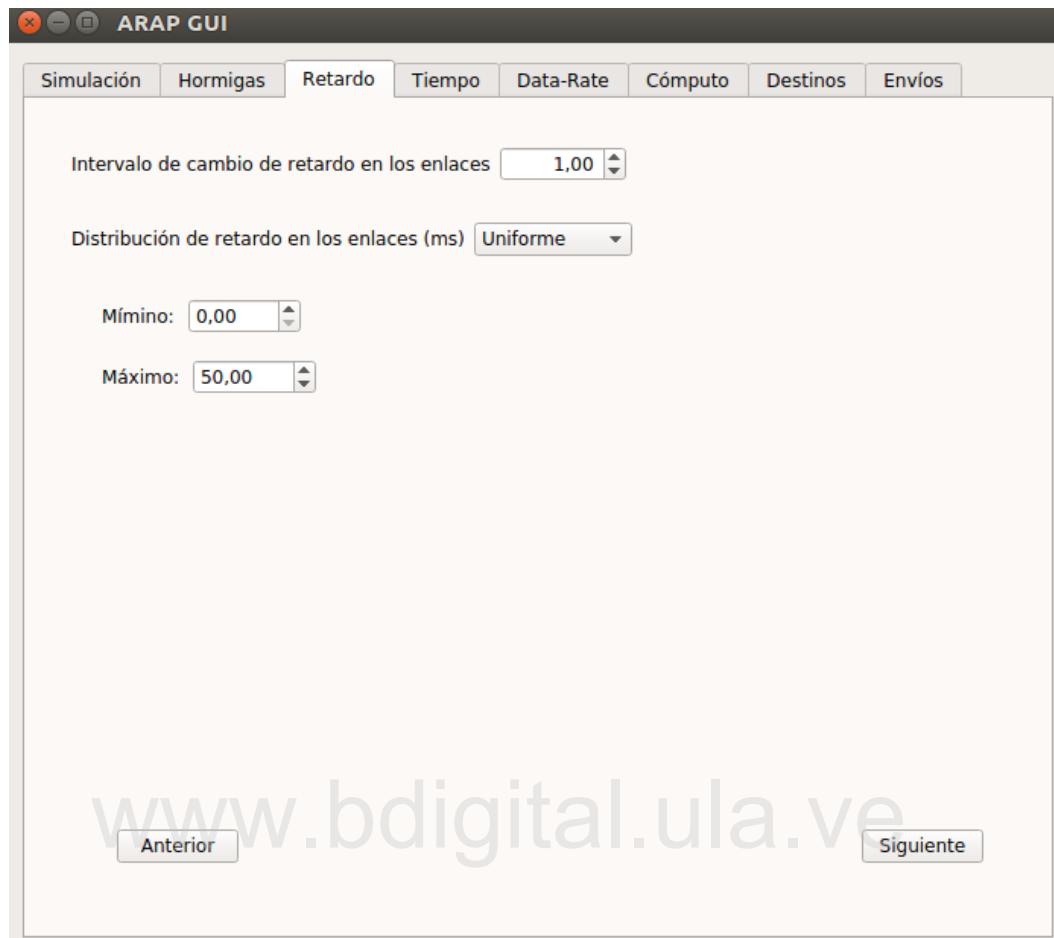 ARAP GUI
Simulación Hormigas Retardo Tiempo Data-Rate Cómputo Destinos Envíos
Intervalo de cambio de retardo en los enlaces 1,00
Distribución de retardo en los enlaces (ms) Uniforme
Mímino: 0,00
Máximo: 50,00
www.bdigital.ula.ve
Anterior Siguiente